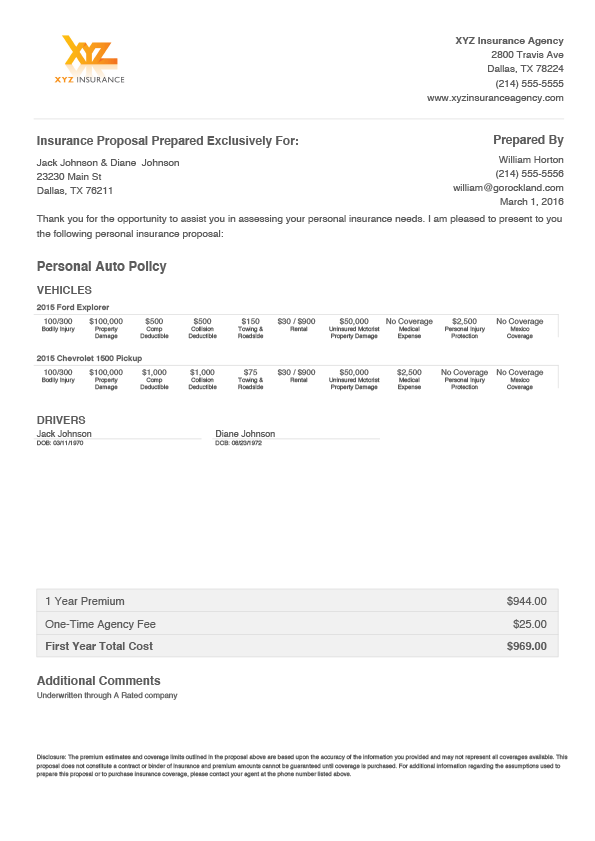 XYZ
XYZ INSURANCE
XYZ Insurance Agency
2800 Travis Ave
Dallas, TX 78224
(214) 555-5555
www.xyzinsuranceagency.com
Insurance Proposal Prepared Exclusively For:
Jack Johnson & Diane Johnson
23230 Main St
Dallas, TX 76211
Prepared By
William Horton
(214) 555-5556
william@gorockland.com
March 1, 2016
Thank you for the opportunity to assist you in assessing your personal insurance needs. I am pleased to present to you
the following personal insurance proposal:
Personal Auto Policy
VEHICLES
2015 Ford Explorer
100/300 $100,000 $500 $500 $150 $30 / $900 $50,000 No Coverage $2,500 No Coverage
Bodily Injury Property Comp Collision Towing & Rental Uninsured Motorist Medical Personal Injury Mexico
Damage Deductible Deductible Roadside Property Damage Expense Protection Coverage
2015 Chevrolet 1500 Pickup
100/300 $100,000 $1,000 $1,000 $75 $30 / $900 $50,000 $2,500 No Coverage No Coverage
Bodily Injury Property Comp Collision Towing & Rental Uninsured Motorist Medical Personal Injury Mexico
Damage Deductible Deductible Roadside Property Damage Expense Protection Coverage
DRIVERS
Jack Johnson Diane Johnson
DOB: 03/11/1970 DOB: 08/23/1972
1 Year Premium $944.00
One-Time Agency Fee $25.00
First Year Total Cost $969.00
Additional Comments
Underwritten through A Rated company
Disclosure: The premium estimates and coverage limits outlined in the proposal above are based upon the accuracy of the information you provided and may not represent all coverages available. This
proposal does not constitute a contract or binder of insurance and premium amounts cannot be guaranteed until coverage is purchased. For additional information regarding the assumptions used to
prepare this proposal or to purchase insurance coverage, please contact your agent at the phone number listed above.